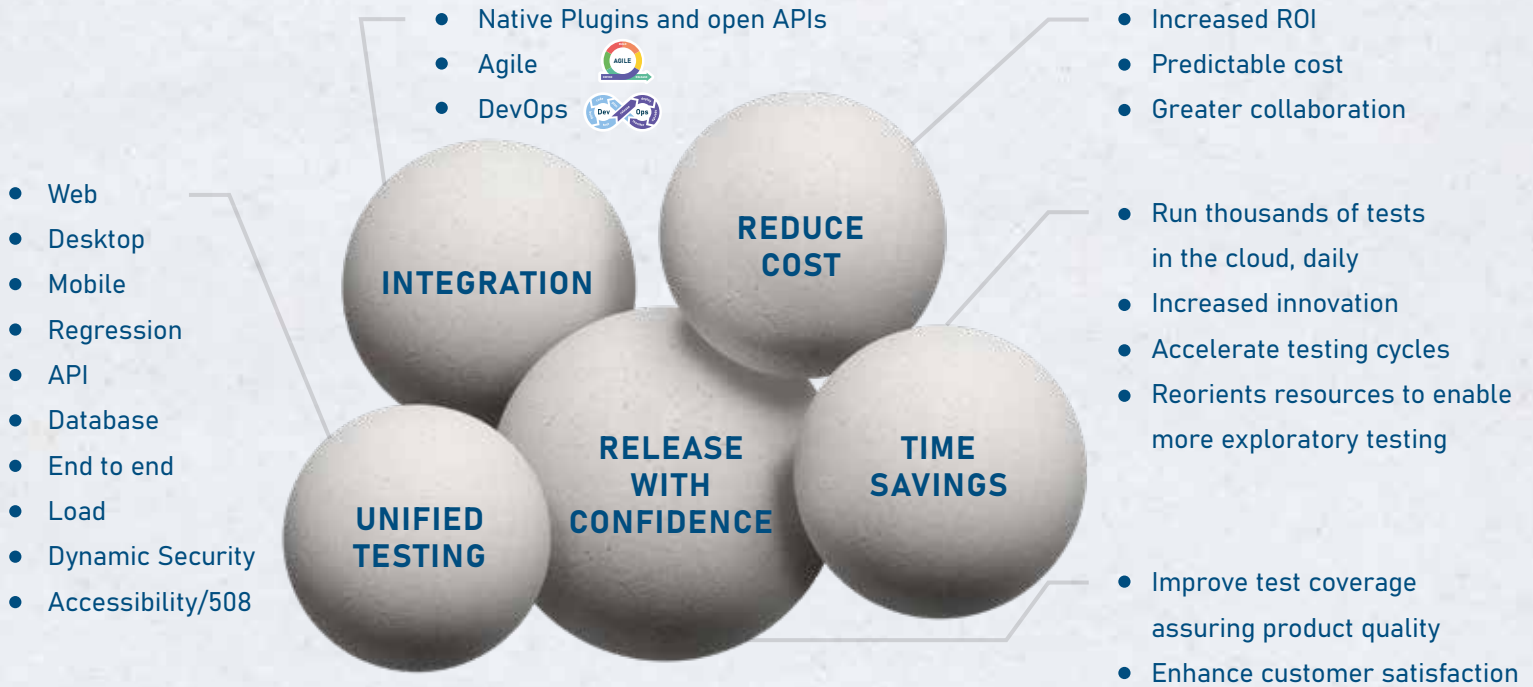 Native Plugins and open APIs
Agile
AGILE
DevOps
Dev
Ops
Increased ROI
Predictable cost
Greater collaboration
Web
Desktop
Mobile
Regression
API
Database
End to end
Load
Dynamic Security
Accessibility/508
INTEGRATION
REDUCE
COST
UNIFIED
TESTING
RELEASE
WITH
CONFIDENCE
TIME
SAVINGS
Run thousands of tests
in the cloud, daily
Increased innovation
Accelerate testing cycles
Reorients resources to enable
more exploratory testing
Improve test coverage
assuring product quality
Enhance customer satisfaction